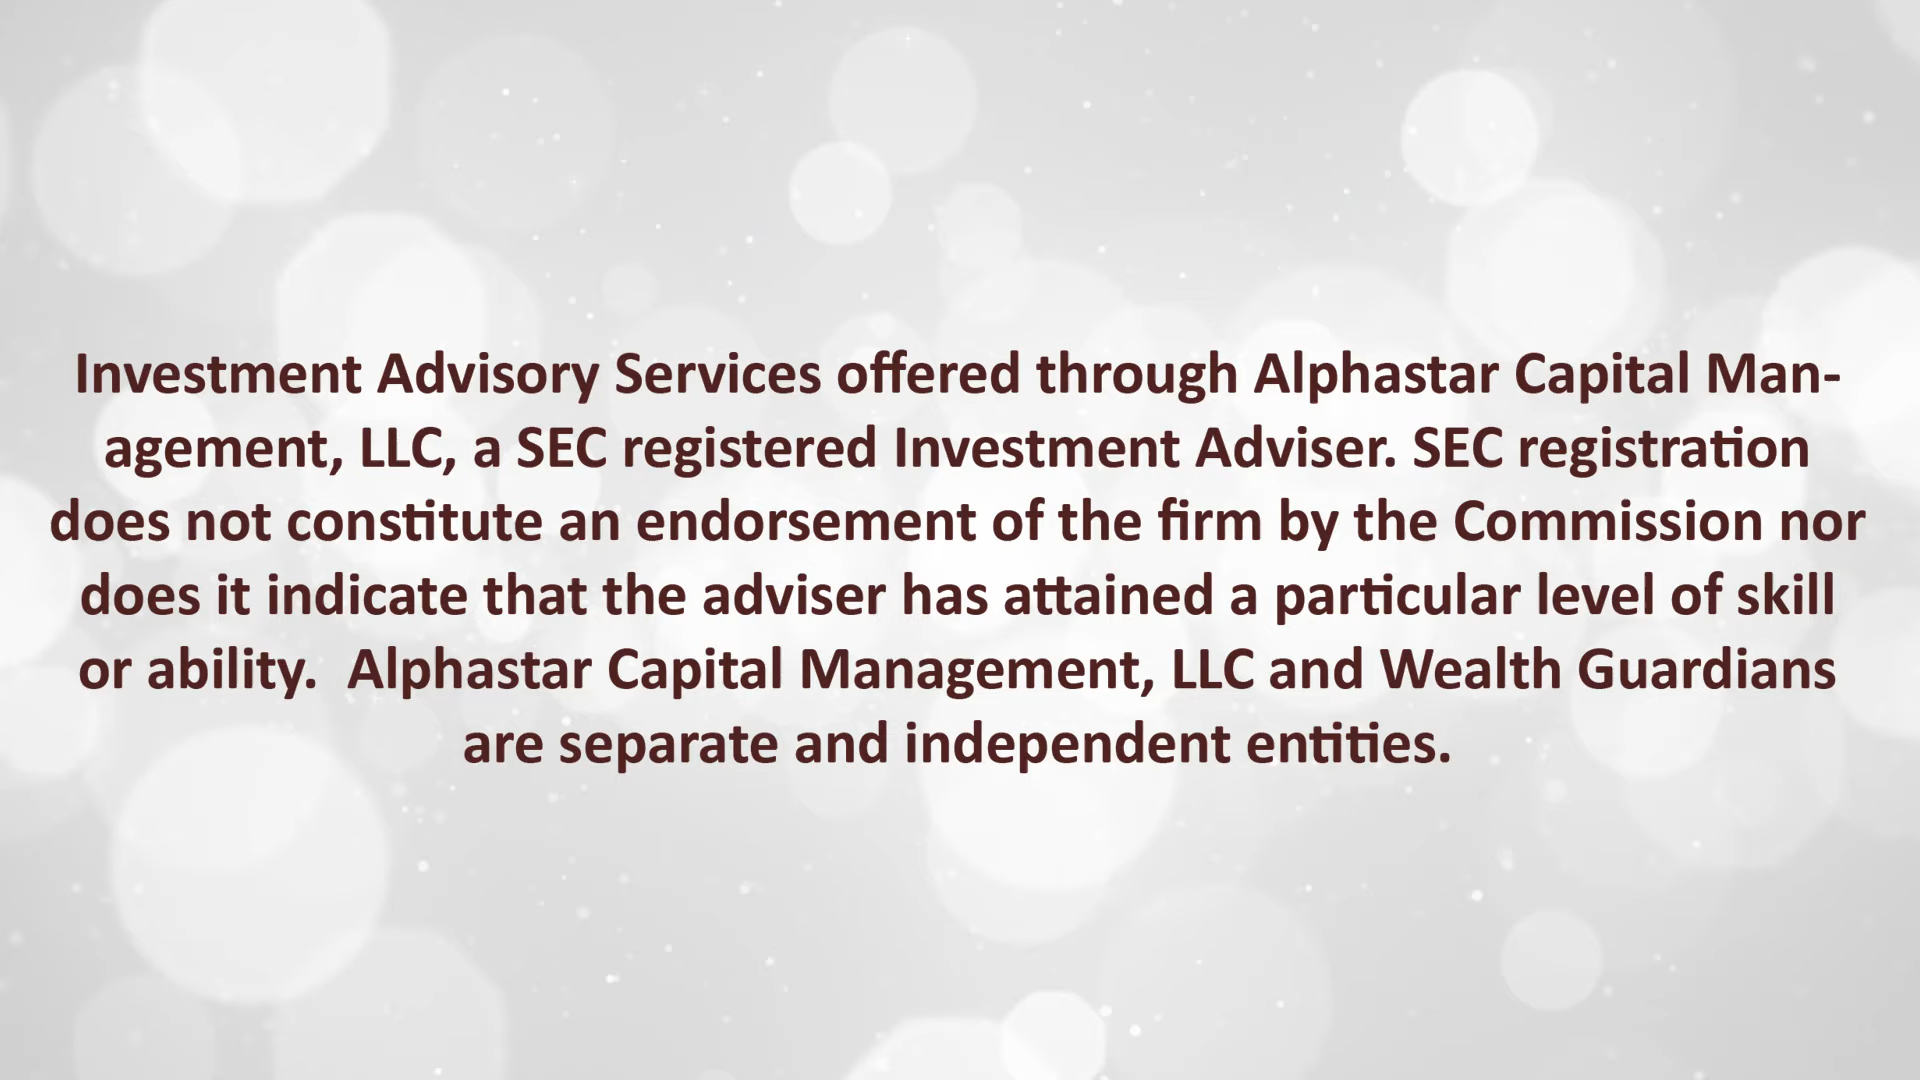 Investment Advisory Services offered through Alphastar Capital Man-
agement, LLC, a SEC registered Investment Adviser. SEC registration
does not constitute an endorsement of the firm by the Commission nor
does it indicate that the adviser has attained a particular level of skill
or ability.  Alphastar Capital Management, LLC and Wealth Guardians
are separate and independent entities.